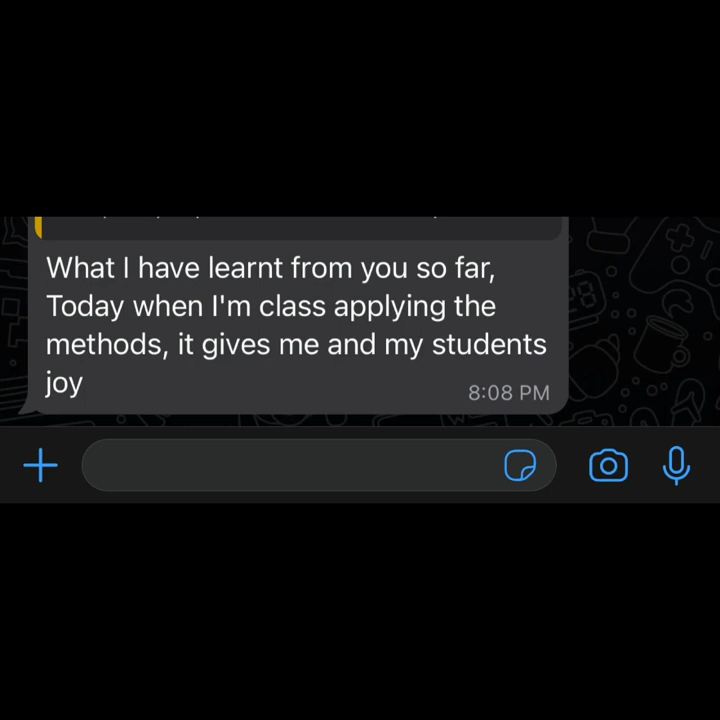 What I have learnt from you so far,
Today when I'm class applying the
methods, it gives me and my students
joy
8:08 PM